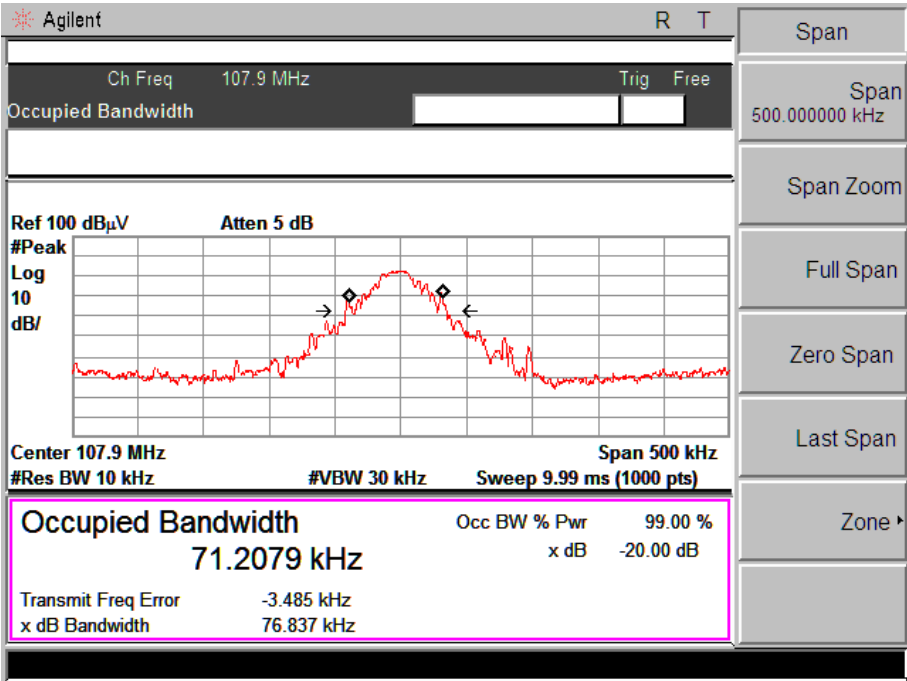 Agilent R T
Ch Freq 107.9 MHz Trig Free
Occupied Bandwidth
Ref 100 dBμV Atten 5 dB
#Peak
Log
10
dB/
Center 107.9 MHz Span 500 kHz
#Res BW 10 kHz #VBW 30 kHz Sweep 9.99 ms (1000 pts)
Occupied Bandwidth Occ BW % Pwr 99.00 %
71.2079 kHz x dB -20.00 dB
Transmit Freq Error -3.485 kHz
x dB Bandwidth 76.837 kHz
Span
Span
500.000000 kHz
Span Zoom
Full Span
Zero Span
Last Span
Zone